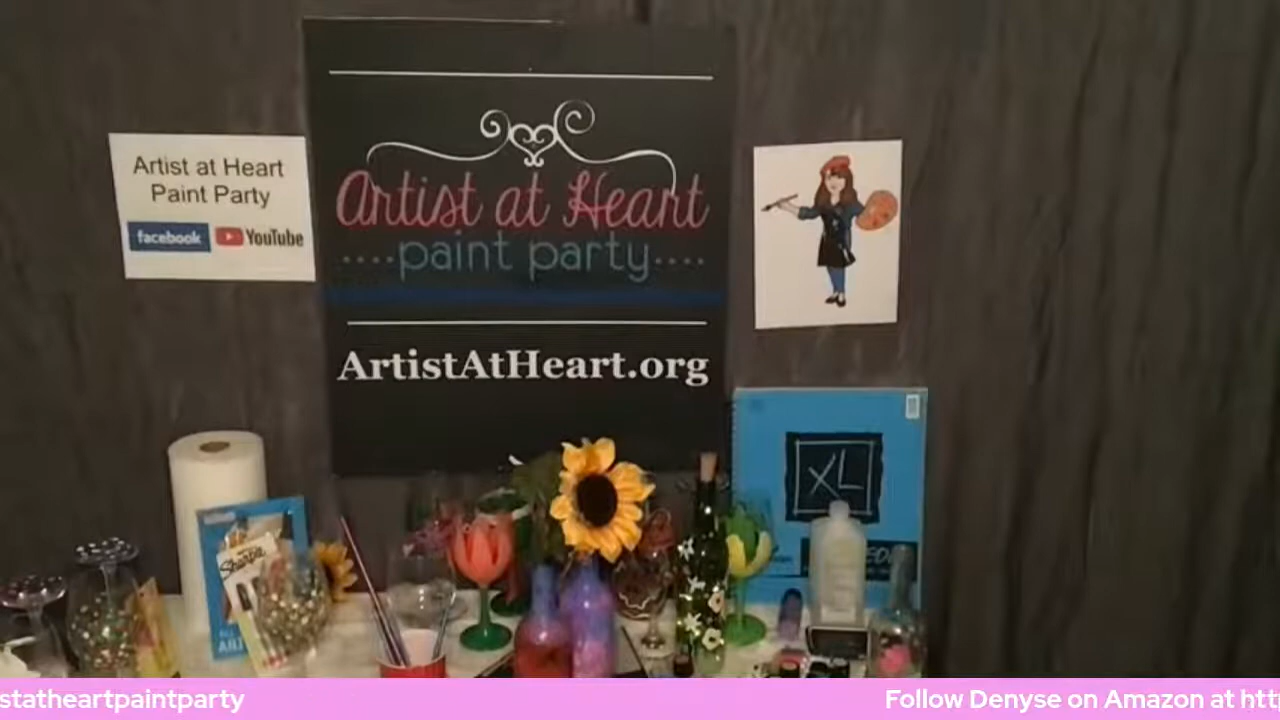 Artist at Heart
Paint Party
facebook YouTube
Artist at Heart
....paint party....
ArtistAtHeart.org
XL
Sharpie
statheartpaintparty
Follow Denyse on Amazon at htt